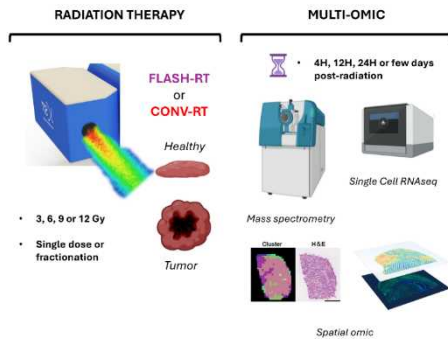 RADIATION THERAPY
FLASH-RT
or
CONV-RT
Healthy
• 3, 6, 9 or 12 Gy
• Single dose or
fractionation
Tumor
MULTI-OMIC
• 4H, 12H, 24H or few days
post-radiation
Single Cell RNAseq
Mass spectrometry
Cluster
H&E
Spatial omic